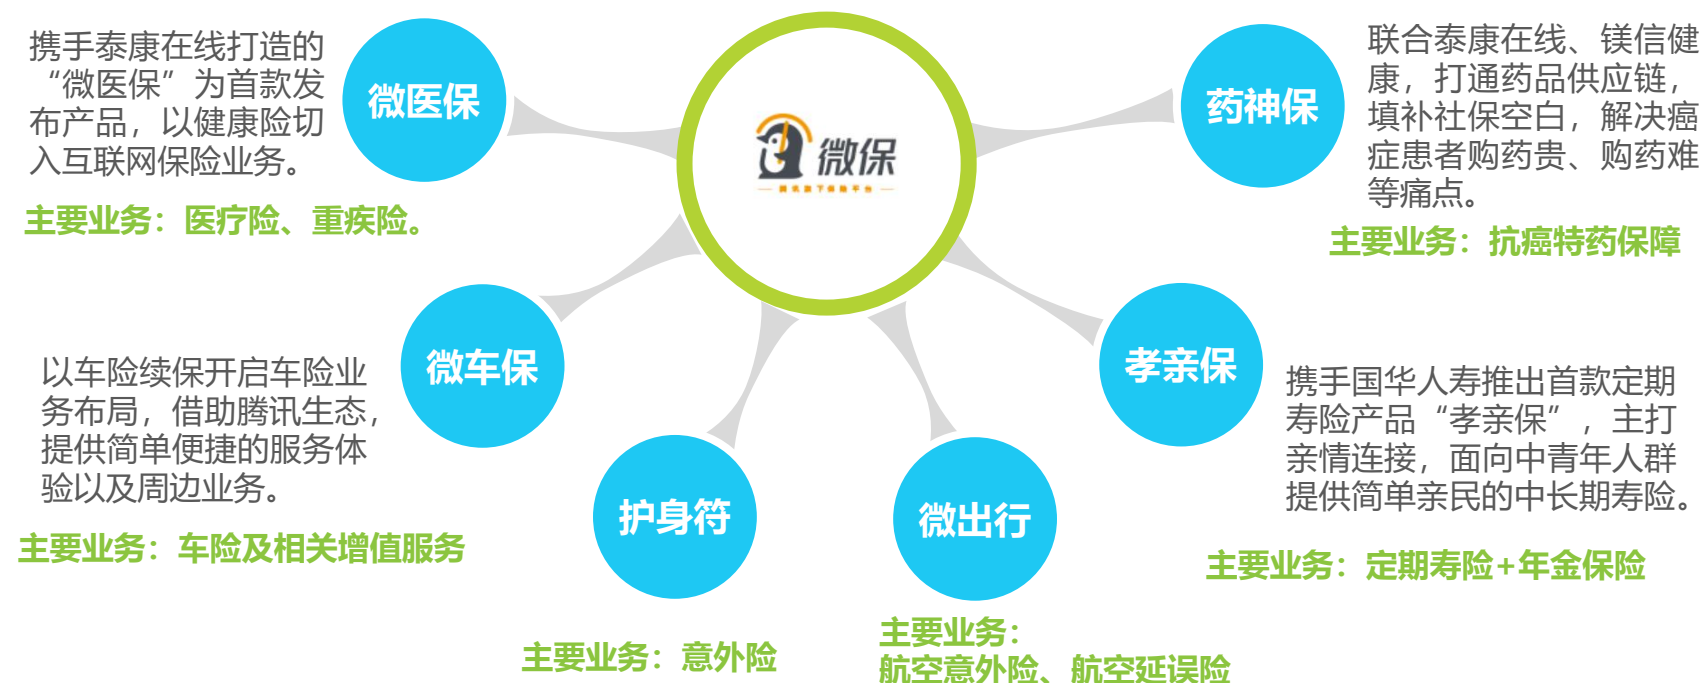 携手泰康在线打造的
“微医保”为首款发
布产品，以健康险切
入互联网保险业务。
主要业务：医疗险、重疾险。
微医保
微保
腾讯旗下保险平台
药神保
联合泰康在线、镁信健
康，打通药品供应链，
填补社保空白，解决癌
症患者购药贵、购药难
等痛点。
主要业务：抗癌特药保障
以车险续保开启车险业
务布局，借助腾讯生态，
提供简单便捷的服务体
验以及周边业务。
主要业务：车险及相关增值服务
微车保
护身符
主要业务：意外险
微出行
主要业务：
航空意外险、航空延误险
孝亲保
携手国华人寿推出首款定期
寿险产品“孝亲保”，主打
亲情连接，面向中青年人群
提供简单亲民的中长期寿险。
主要业务：定期寿险+年金保险